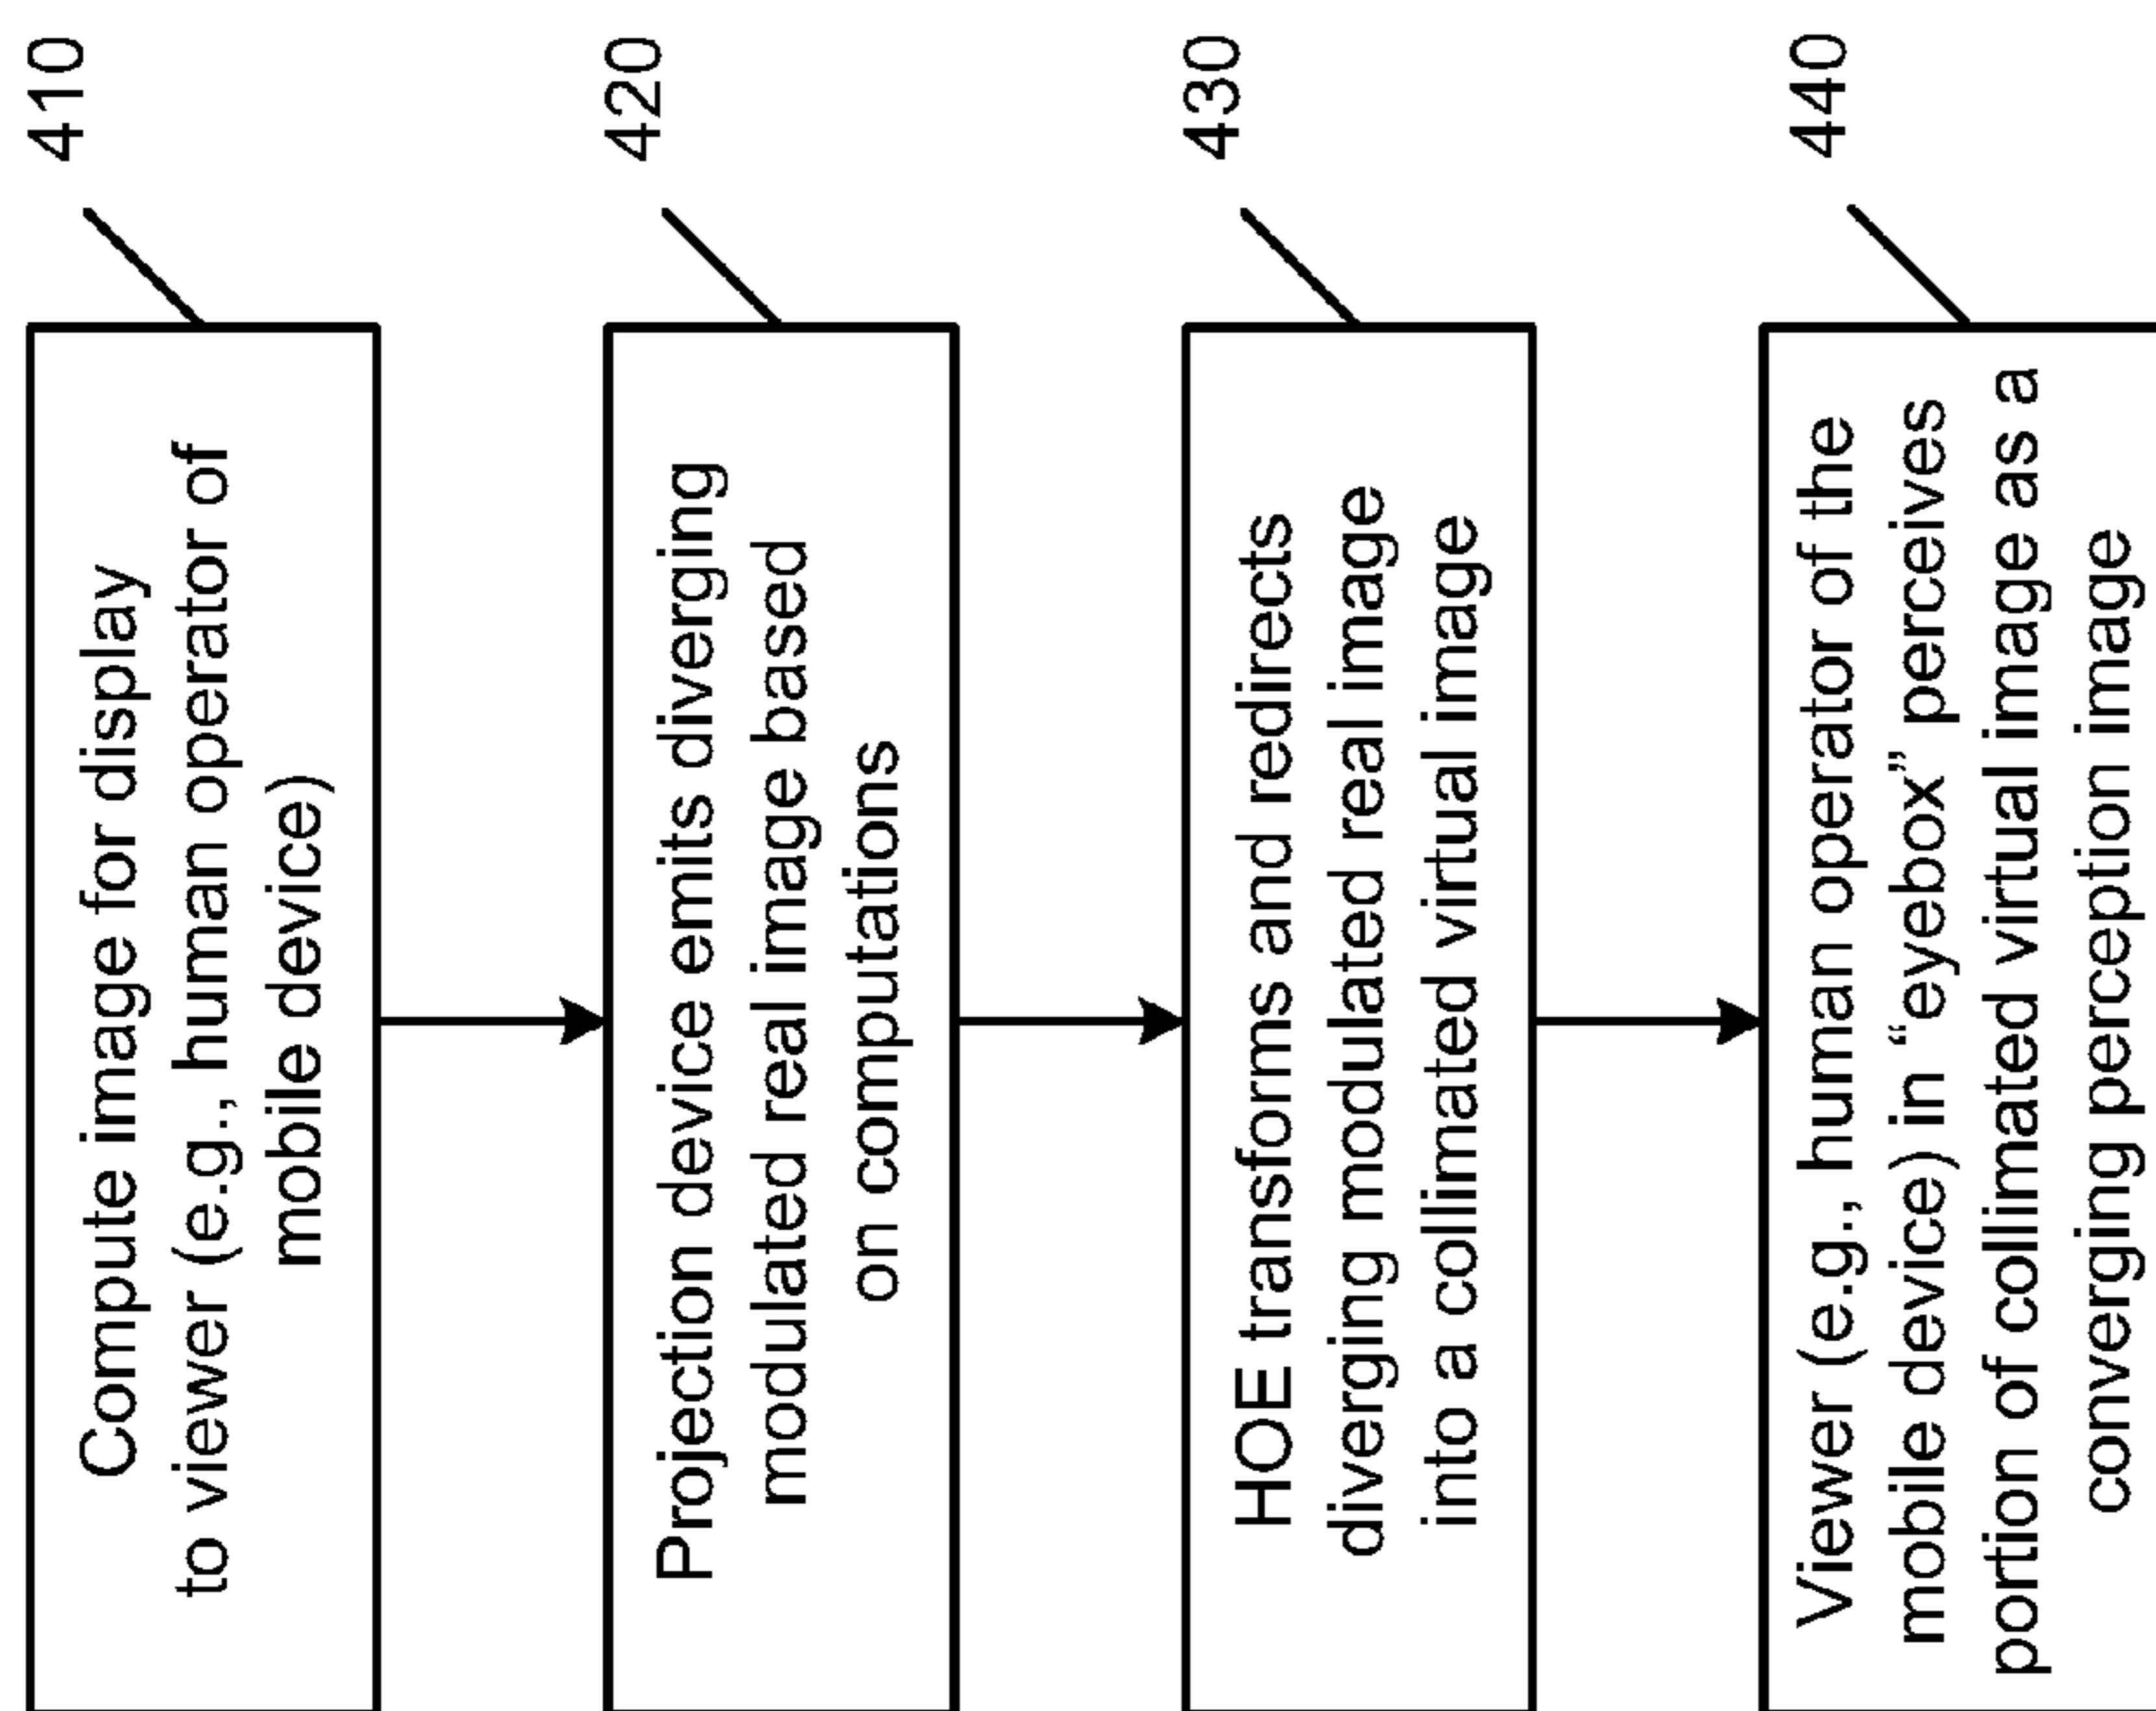 410
Compute image for display
to viewer (e.g., human operator of
mobile device)
420
Projection device emits diverging
modulated real image based
on computations
430
HOE transforms and redirects
diverging modulated real image
into a collimated virtual image
440
Viewer (e.g., human operator of the
mobile device) in “eyebox” perceives
portion of collimated virtual image as a
converging perception image